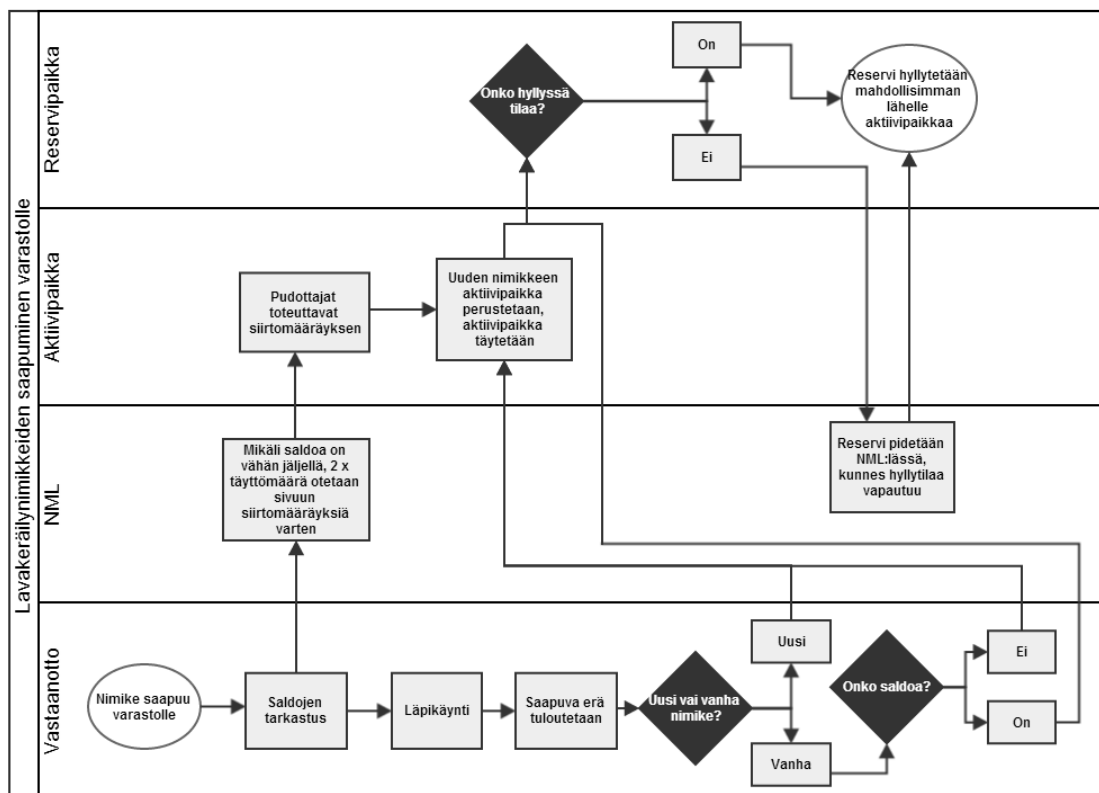 Lavakeräilynimikkeiden saapuminen varastolle
Reservipaikka
Onko hyllyssä
tilaa?
On
Ei
Reservi hyllytetään
mahdollisimman
lähelle
aktiivipaikkaa
Aktiivipaikka
Pudottajat
toteuttavat
siirtomääräyksen
Uuden nimikkeen
aktiivipaikka
perustetaan,
aktiivipaikka
täytetään
NML
Mikäli saldoa on
vähän jäljellä, 2 x
täyttömäärä otetaan
sivuun
siirtomääräyksiä
varten
Reservi pidetään
NML:lässä,
kunnes hyllytilaa
vapautuu
Vastaanotto
Nimike saapuu
varastolle
Saldojen
tarkastus
Läpikäynti
Saapuva erä
tuloutetaan
Uusi vai vanha
nimike?
Uusi
Vanha
Onko saldoa?
Ei
On